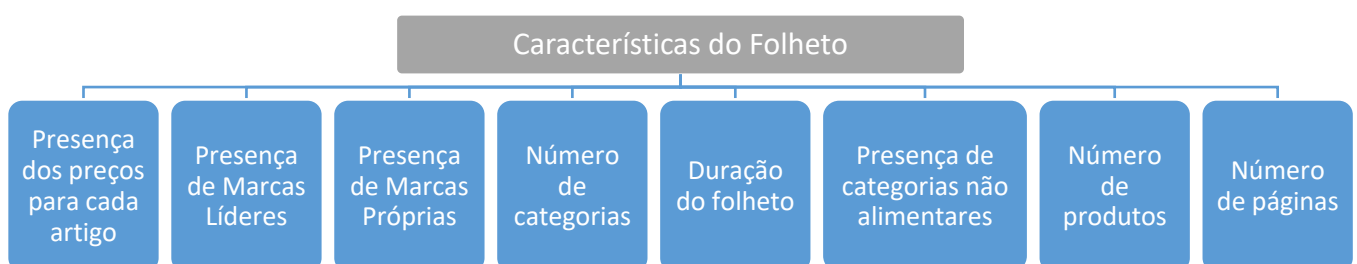 Características do Folheto
Presença
dos preços
para cada
artigo
Presença
de Marcas
Líderes
Presença
de Marcas
Próprias
Número
de
categorias
Duração
do folheto
Presença de
categorias não
alimentares
Número
de
produtos
Número
de páginas